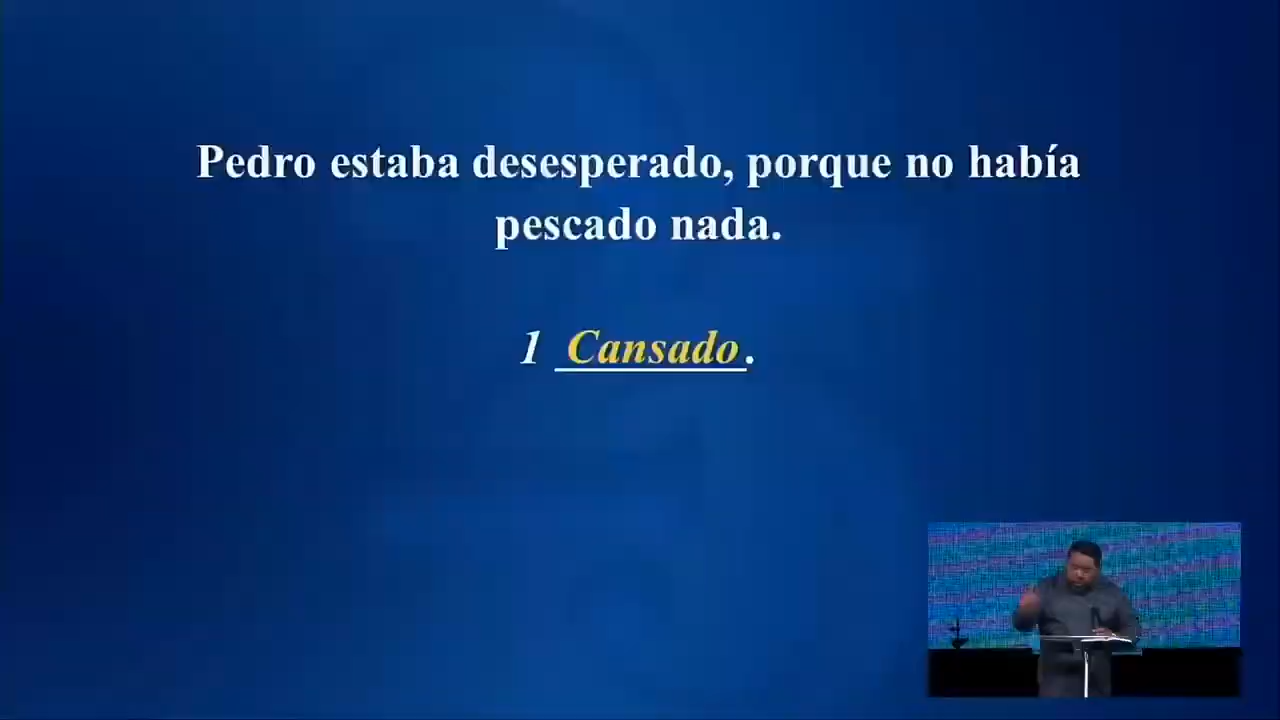 Pedro estaba desesperado, porque no había
pescado nada.
1 Cansado.